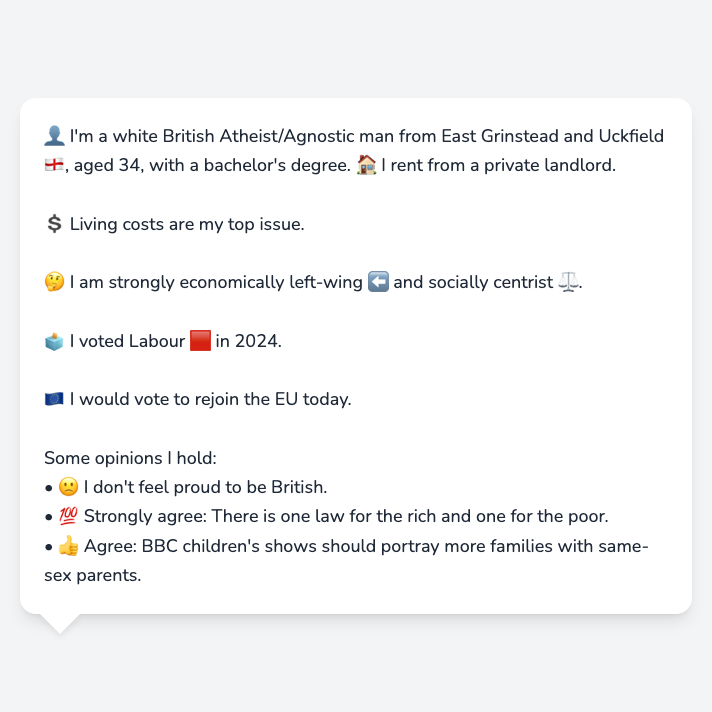 👤 I'm a white British Atheist/Agnostic man from East Grinstead and Uckfield
🏴󠁧󠁢󠁥󠁮󠁧󠁿, aged 34, with a bachelor's degree. 🏠 I rent from a private landlord.
💲 Living costs are my top issue.
🤔 I am strongly economically left-wing ⬅️ and socially centrist ⚖️.
🗳️ I voted Labour 🟥 in 2024.
🇪🇺 I would vote to rejoin the EU today.
Some opinions I hold:
• 🙁 I don't feel proud to be British.
• 💯 Strongly agree: There is one law for the rich and one for the poor.
• 👍 Agree: BBC children's shows should portray more families with same-
sex parents.